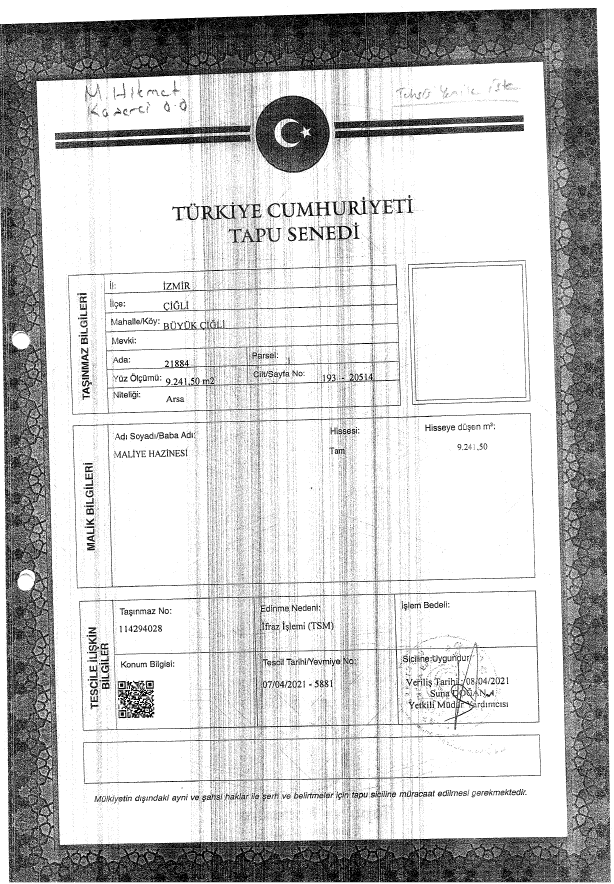 M. Hikmet
TÜRKİYE CUMHURİYETİ
TAPU SENEDİ
TAŞINMAZ BİLGİLERİ
İl: İZMİR
İlçe: ÇİĞLİ
Mahalle/Köy: BÜYÜK ÇİĞLİ
Mevki:
Ada: 21884 Parsel: 1
Yüz Ölçümü: 9.241,50 m2 Cilt/Sayfa No: 193 - 20514
Niteliği: Arsa
MALİK BİLGİLERİ
Adı Soyadı/Baba Adı: Hissesi: Hisseye düşen m²:
MALİYE HAZİNESİ Tam 9.241,50
TESCİLE İLİŞKİN BİLGİLER
Taşınmaz No: Edinme Nedeni: İşlem Bedeli:
114294028 İfraz İşlemi (TSM)
Konum Bilgisi: Tescil Tarihi/Yevmiye No: Siciline Uygundur
07/04/2021 - 5881 Veriliş Tarihi : 08/04/2021
Suna DOĞAN
Yetkili Müdür Yardımcısı
Mülkiyetin dışındaki ayni ve şahsi haklar ile şerh ve belirtmeler için tapu siciline müracaat edilmesi gerekmektedir.